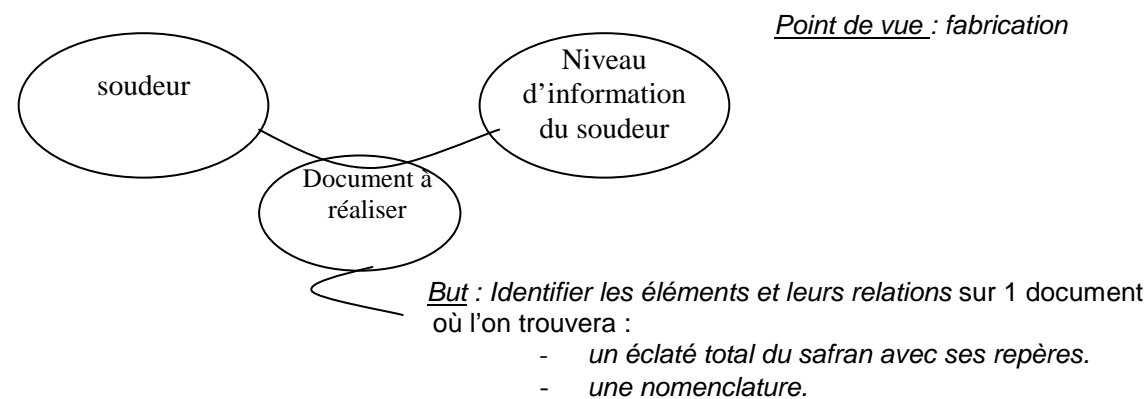 Point de vue : fabrication
soudeur
Niveau
d’information
du soudeur
Document à
réaliser
But : Identifier les éléments et leurs relations sur 1 document
où l’on trouvera :
- un éclaté total du safran avec ses repères.
- une nomenclature.